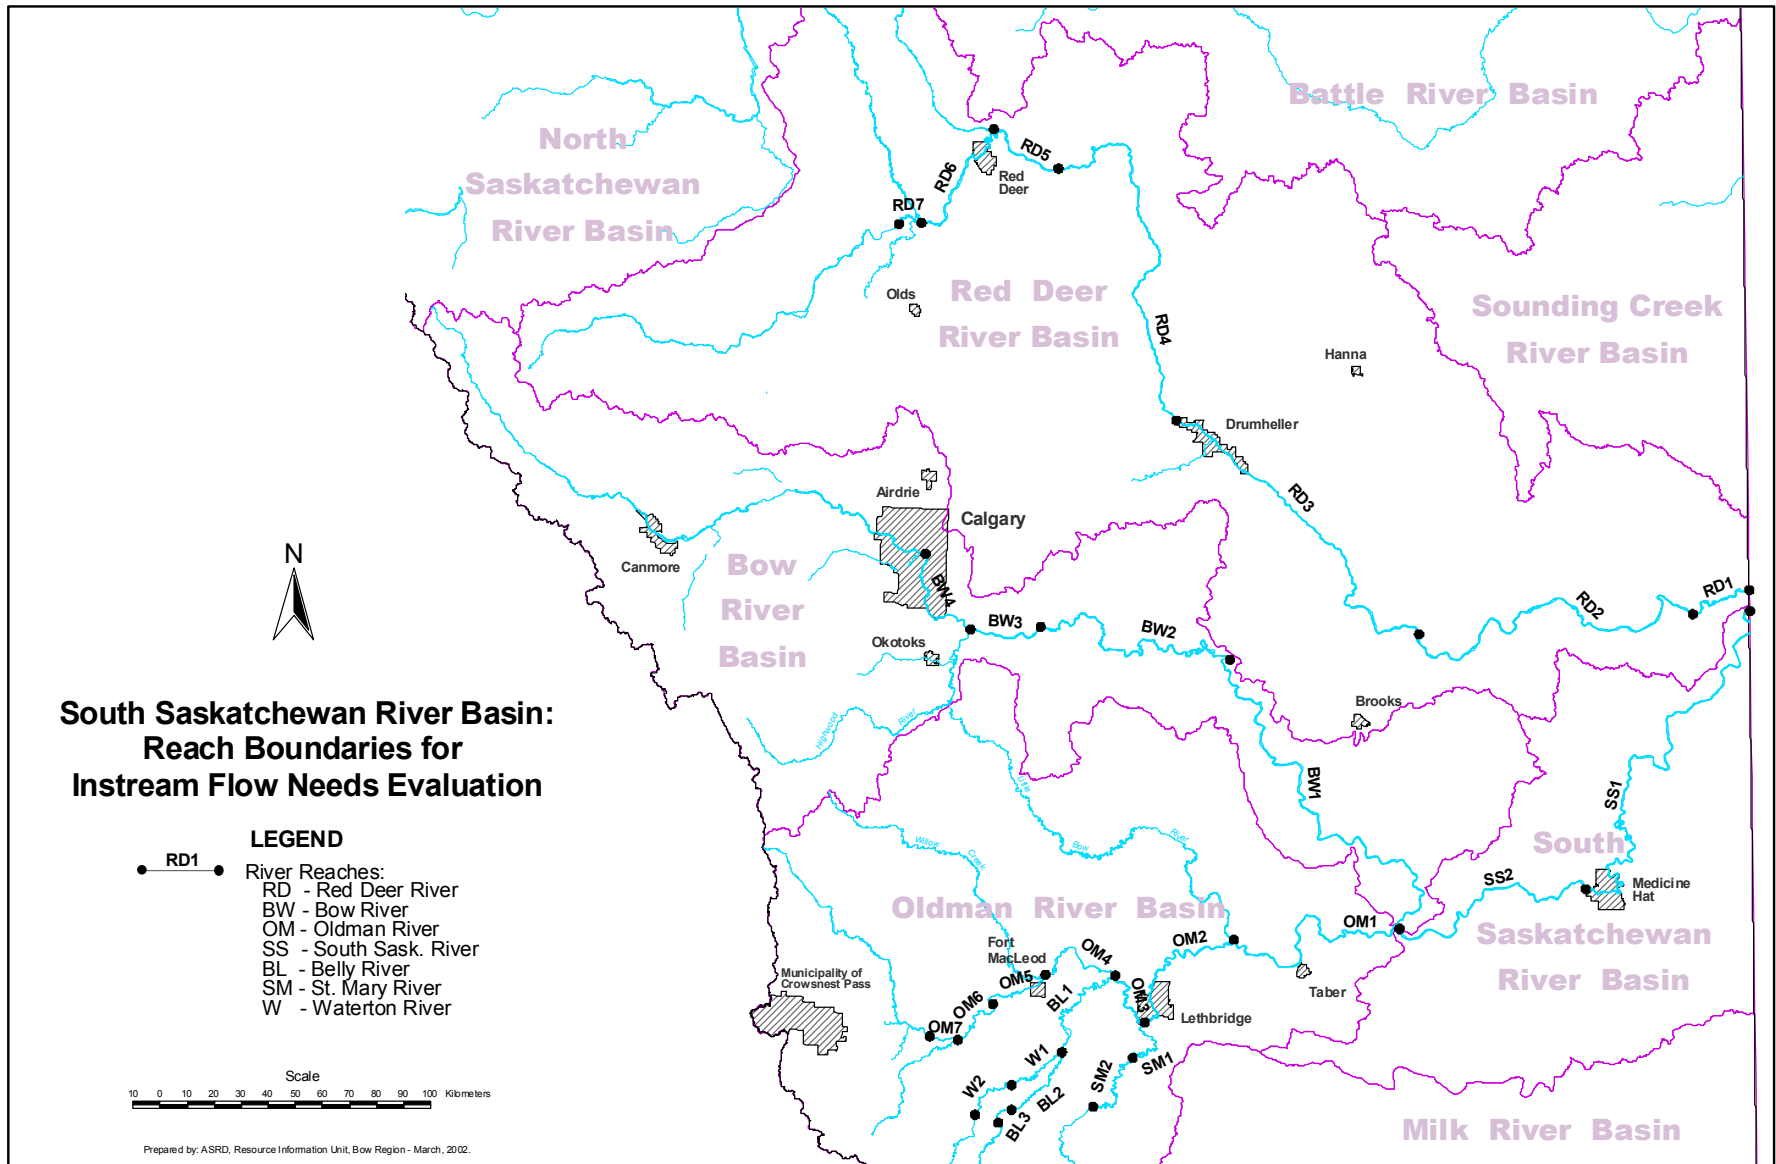 Battle River Basin
North
Saskatchewan
River Basin
RD5
RD6
Red
Deer
RD7
Olds
Red Deer
River Basin
RD4
Sounding Creek
River Basin
Hanna
Drumheller
Airdrie
Calgary
RD3
Canmore
Bow
River
Basin
BW4
BW3
BW2
RD2
RD1
Okotoks
Brooks
Highwood
River
BW1
SS1
Little
Bow
River
Willow
Creek
South
Saskatchewan
River Basin
SS2
Medicine
Hat
Oldman River Basin
OM1
OM2
Fort
MacLeod
OM4
OM5
OM3
OM6
OM7
BL1
Municipality of
Crowsnest Pass
Taber
Lethbridge
W1
W2
SM1
SM2
BL2
BL3
Milk River Basin
N
South Saskatchewan River Basin:
Reach Boundaries for
Instream Flow Needs Evaluation
LEGEND
RD1
River Reaches:
RD - Red Deer River
BW - Bow River
OM - Oldman River
SS - South Sask. River
BL - Belly River
SM - St. Mary River
W - Waterton River
Scale
10 0 10 20 30 40 50 60 70 80 90 100 Kilometers
Prepared by: ASRD, Resource Information Unit, Bow Region - March, 2002.